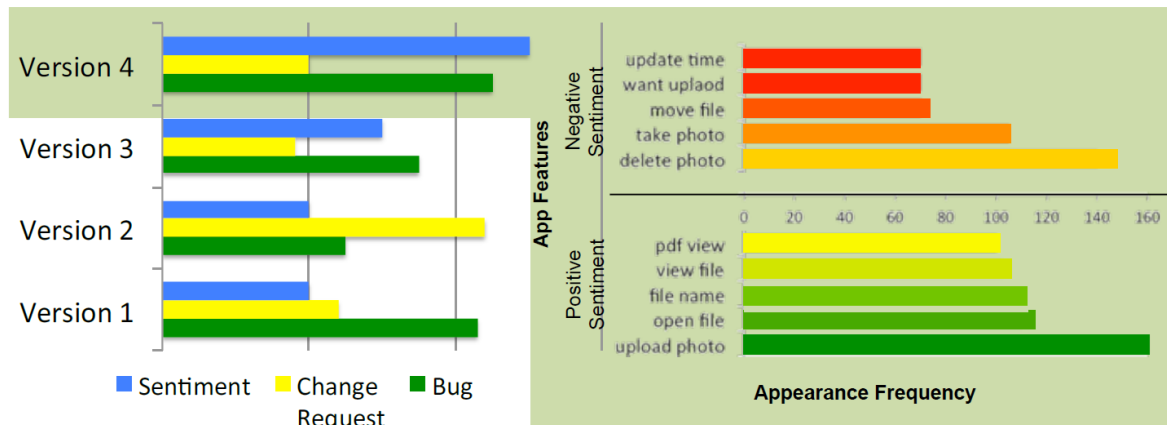 Version 4
Version 3
Version 2
Version 1
Sentiment
Change
Request
Bug
App Features
Negative
Sentiment
update time
want uplaod
move file
take photo
delete photo
0 20 40 60 80 100 120 140 160
Positive
Sentiment
pdf view
view file
file name
open file
upload photo
Appearance Frequency